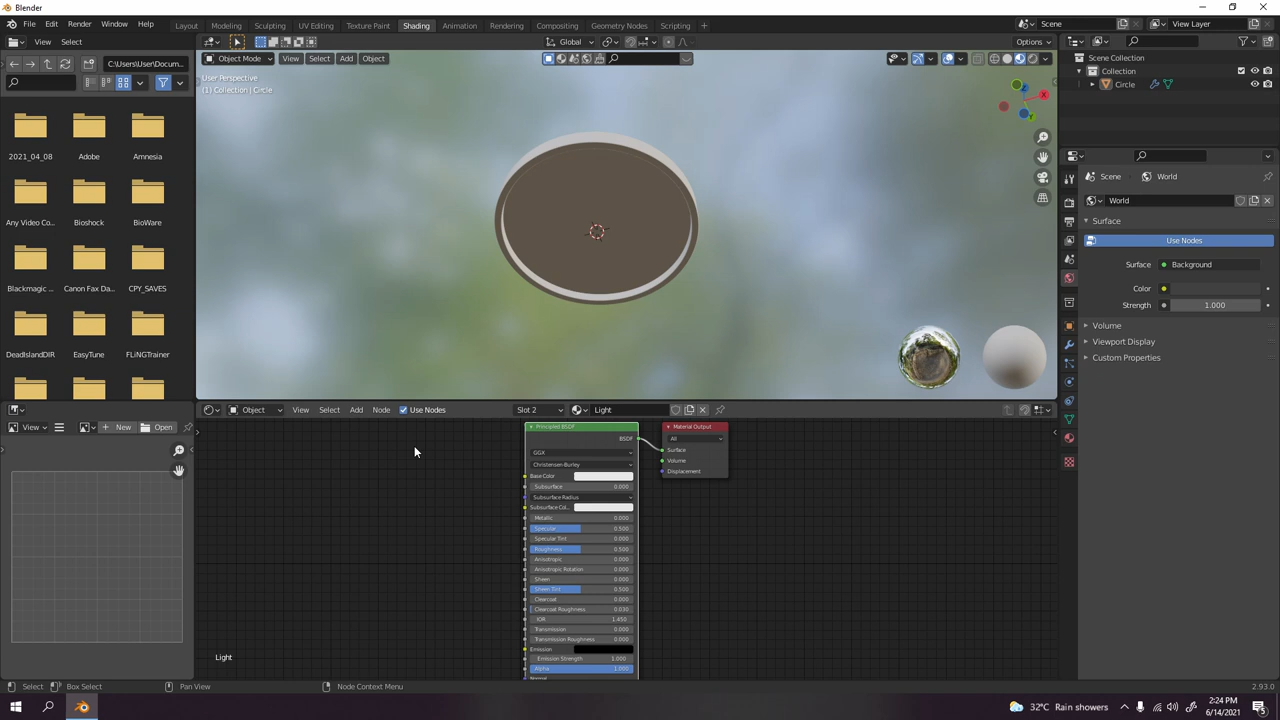 Blender
File Edit Render Window Help Layout Modeling Sculpting UV Editing Texture Paint Shading Animation Rendering Compositing Geometry Nodes Scripting Scene View Layer
View Select Global Options
C:\Users\User\Docum... Object Mode View Select Add Object Scene Collection
Collection
Circle
User Perspective
(1) Collection | Circle
2021_04_08 Adobe Amnesia
Any Video Co... Bioshock BioWare
Blackmagic ... Canon Fax Da... CPY_SAVES
DeadIslandDIR EasyTune FLiNGTrainer
X
Y
Z
Scene World
World
Surface
Use Nodes
Surface Background
Color
Strength 1.000
Volume
Viewport Display
Custom Properties
Object View Select Add Node Use Nodes Slot 2 Light
View New Open
Principled BSDF
BSDF
GGX
Christensen-Burley
Base Color
Subsurface 0.000
Subsurface Radius
Subsurface Col...
Metallic 0.000
Specular 0.500
Specular Tint 0.000
Roughness 0.500
Anisotropic 0.000
Anisotropic Rotation 0.000
Sheen 0.000
Sheen Tint 0.500
Clearcoat 0.000
Clearcoat Roughness 0.030
IOR 1.450
Transmission 0.000
Transmission Roughness 0.000
Emission
Emission Strength 1.000
Alpha 1.000
Normal
Material Output
All
Surface
Volume
Displacement
Light
Select Box Select Pan View Node Context Menu 2.93.0
32°C Rain showers 2:24 PM
6/14/2021